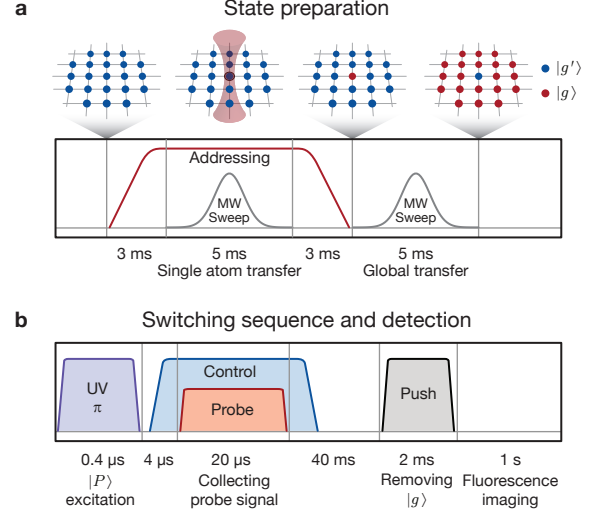 a
State preparation
|g′⟩
|g⟩
Addressing
MW
Sweep
MW
Sweep
3 ms
5 ms
3 ms
5 ms
Single atom transfer
Global transfer
b
Switching sequence and detection
UV
π
Control
Probe
Push
0.4 μs
4 μs
20 μs
40 ms
2 ms
1 s
|P⟩
excitation
Collecting
probe signal
Removing
|g⟩
Fluorescence
imaging